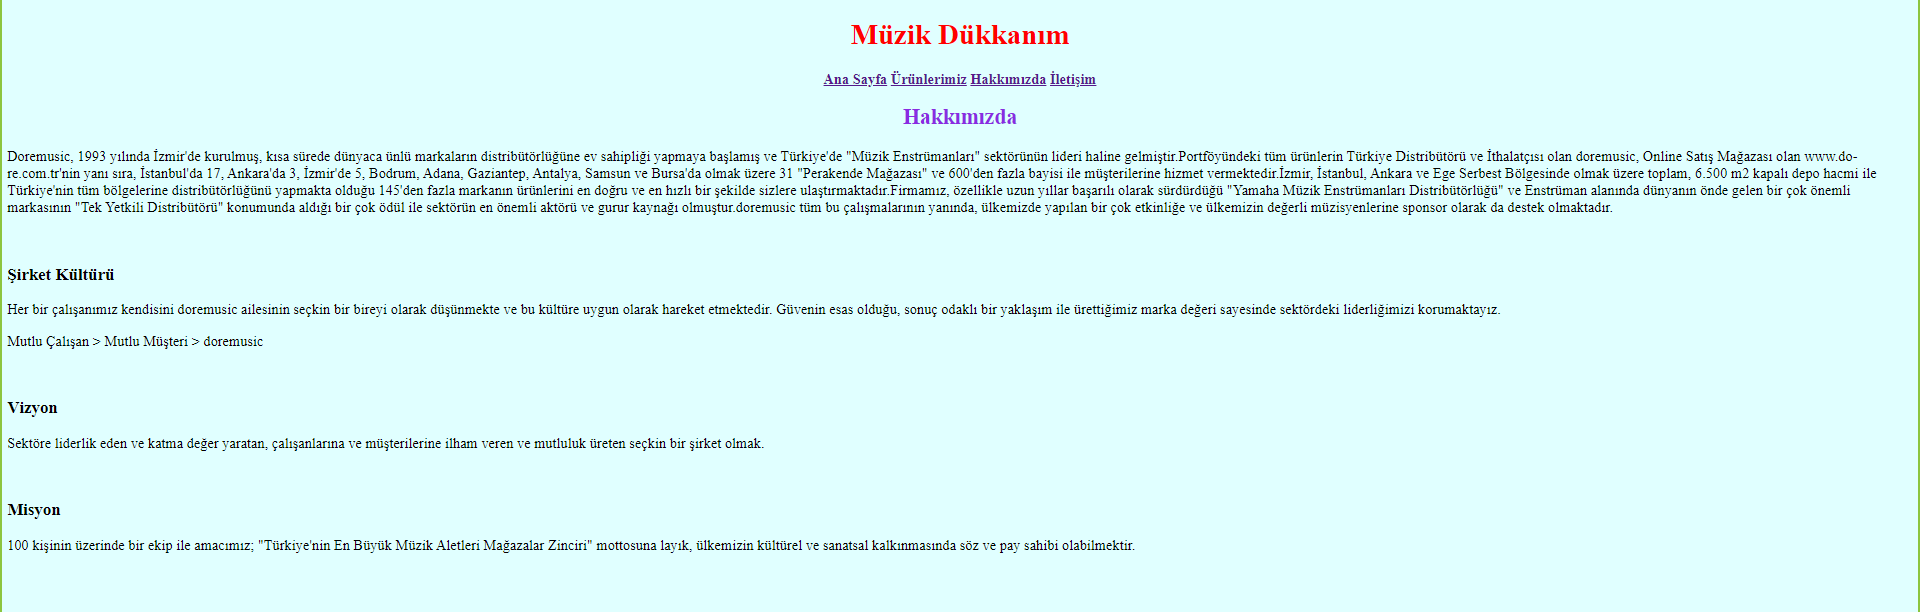 Müzik Dükkanım
Ana Sayfa Ürünlerimiz Hakkımızda İletişim
Hakkımızda
Doremusic, 1993 yılında İzmir'de kurulmuş, kısa sürede dünyaca ünlü markaların distribütörlüğüne ev sahipliği yapmaya başlamış ve Türkiye'de "Müzik Enstrümanları" sektörünün lideri haline gelmiştir.Portföyündeki tüm ürünlerin Türkiye Distribütörü ve İthalatçısı olan doremusic, Online Satış Mağazası olan www.do-
re.com.tr'nin yanı sıra, İstanbul'da 17, Ankara'da 3, İzmir'de 5, Bodrum, Adana, Gaziantep, Antalya, Samsun ve Bursa'da olmak üzere 31 "Perakende Mağazası" ve 600'den fazla bayisi ile müşterilerine hizmet vermektedir.İzmir, İstanbul, Ankara ve Ege Serbest Bölgesinde olmak üzere toplam, 6.500 m2 kapalı depo hacmi ile
Türkiye'nin tüm bölgelerine distribütörlüğünü yapmakta olduğu 145'den fazla markanın ürünlerini en doğru ve en hızlı bir şekilde sizlere ulaştırmaktadır.Firmamız, özellikle uzun yıllar başarılı olarak sürdürdüğü "Yamaha Müzik Enstrümanları Distribütörlüğü" ve Enstrüman alanında dünyanın önde gelen bir çok önemli
markasının "Tek Yetkili Distribütörü" konumunda aldığı bir çok ödül ile sektörün en önemli aktörü ve gurur kaynağı olmuştur.doremusic tüm bu çalışmalarının yanında, ülkemizde yapılan bir çok etkinliğe ve ülkemizin değerli müzisyenlerine sponsor olarak da destek olmaktadır.
Şirket Kültürü
Her bir çalışanımız kendisini doremusic ailesinin seçkin bir bireyi olarak düşünmekte ve bu kültüre uygun olarak hareket etmektedir. Güvenin esas olduğu, sonuç odaklı bir yaklaşım ile ürettiğimiz marka değeri sayesinde sektördeki liderliğimizi korumaktayız.
Mutlu Çalışan > Mutlu Müşteri > doremusic
Vizyon
Sektöre liderlik eden ve katma değer yaratan, çalışanlarına ve müşterilerine ilham veren ve mutluluk üreten seçkin bir şirket olmak.
Misyon
100 kişinin üzerinde bir ekip ile amacımız; "Türkiye'nin En Büyük Müzik Aletleri Mağazalar Zinciri" mottosuna layık, ülkemizin kültürel ve sanatsal kalkınmasında söz ve pay sahibi olabilmektir.